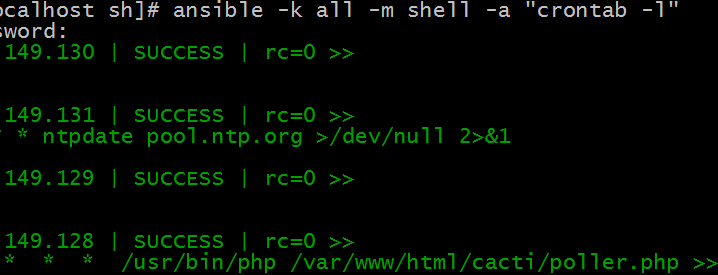 ocalhost sh]# ansible -k all -m shell -a "crontab -l"
sword:
149.130 | SUCCESS | rc=0 >>
149.131 | SUCCESS | rc=0 >>
* * ntpdate pool.ntp.org >/dev/null 2>&1
149.129 | SUCCESS | rc=0 >>
149.128 | SUCCESS | rc=0 >>
* * * /usr/bin/php /var/www/html/cacti/poller.php >>